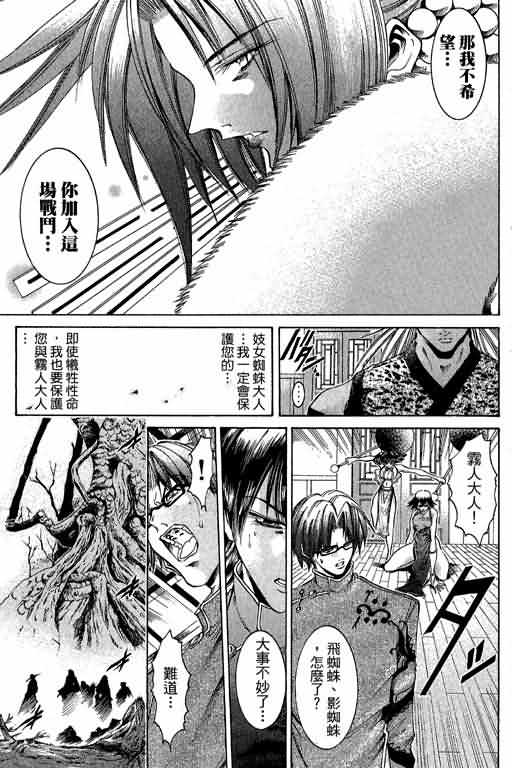 那我不希
望⋯
你加入這
場戰鬥⋯
⋯
妓女蜘蛛大人
⋯我一定會保
護您的⋯
即使犧牲性命
，我也要保護
您與霧人大人
⋯
霧人大人！
ダッ
飛蜘蛛、影蜘蛛
，怎麼了？
大事不妙了⋯
！
難道⋯